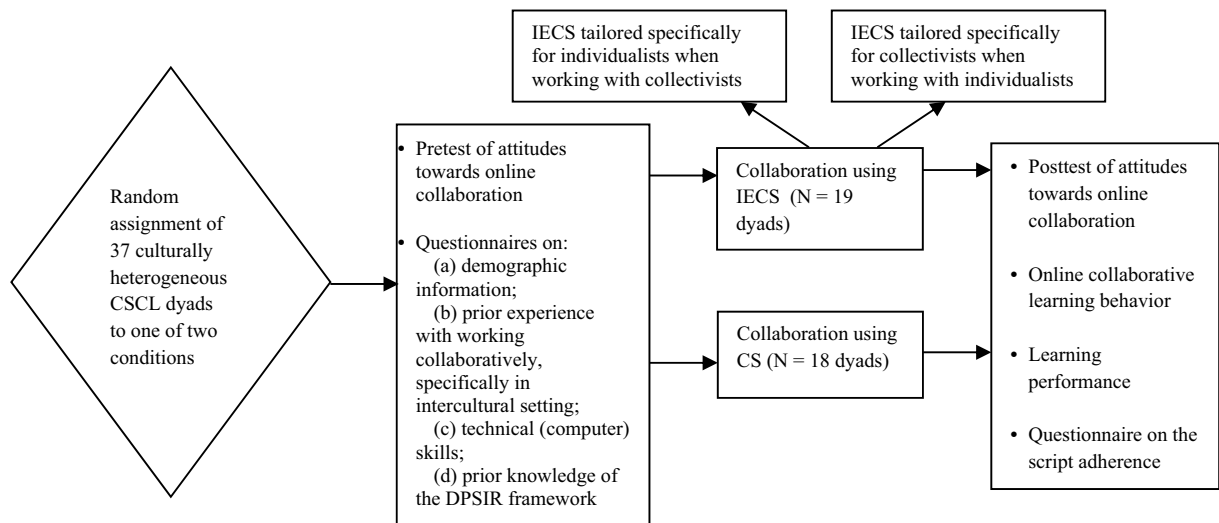 Random
assignment of
37 culturally
heterogeneous
CSCL dyads
to one of two
conditions
• Pretest of attitudes
towards online
collaboration
• Questionnaires on:
(a) demographic
information;
(b) prior experience
with working
collaboratively,
specifically in
intercultural setting;
(c) technical (computer)
skills;
(d) prior knowledge of
the DPSIR framework
IECS tailored specifically
for individualists when
working with collectivists
IECS tailored specifically
for collectivists when
working with individualists
Collaboration using
IECS (N = 19
dyads)
Collaboration using
CS (N = 18 dyads)
• Posttest of attitudes
towards online
collaboration
• Online collaborative
learning behavior
• Learning
performance
• Questionnaire on the
script adherence